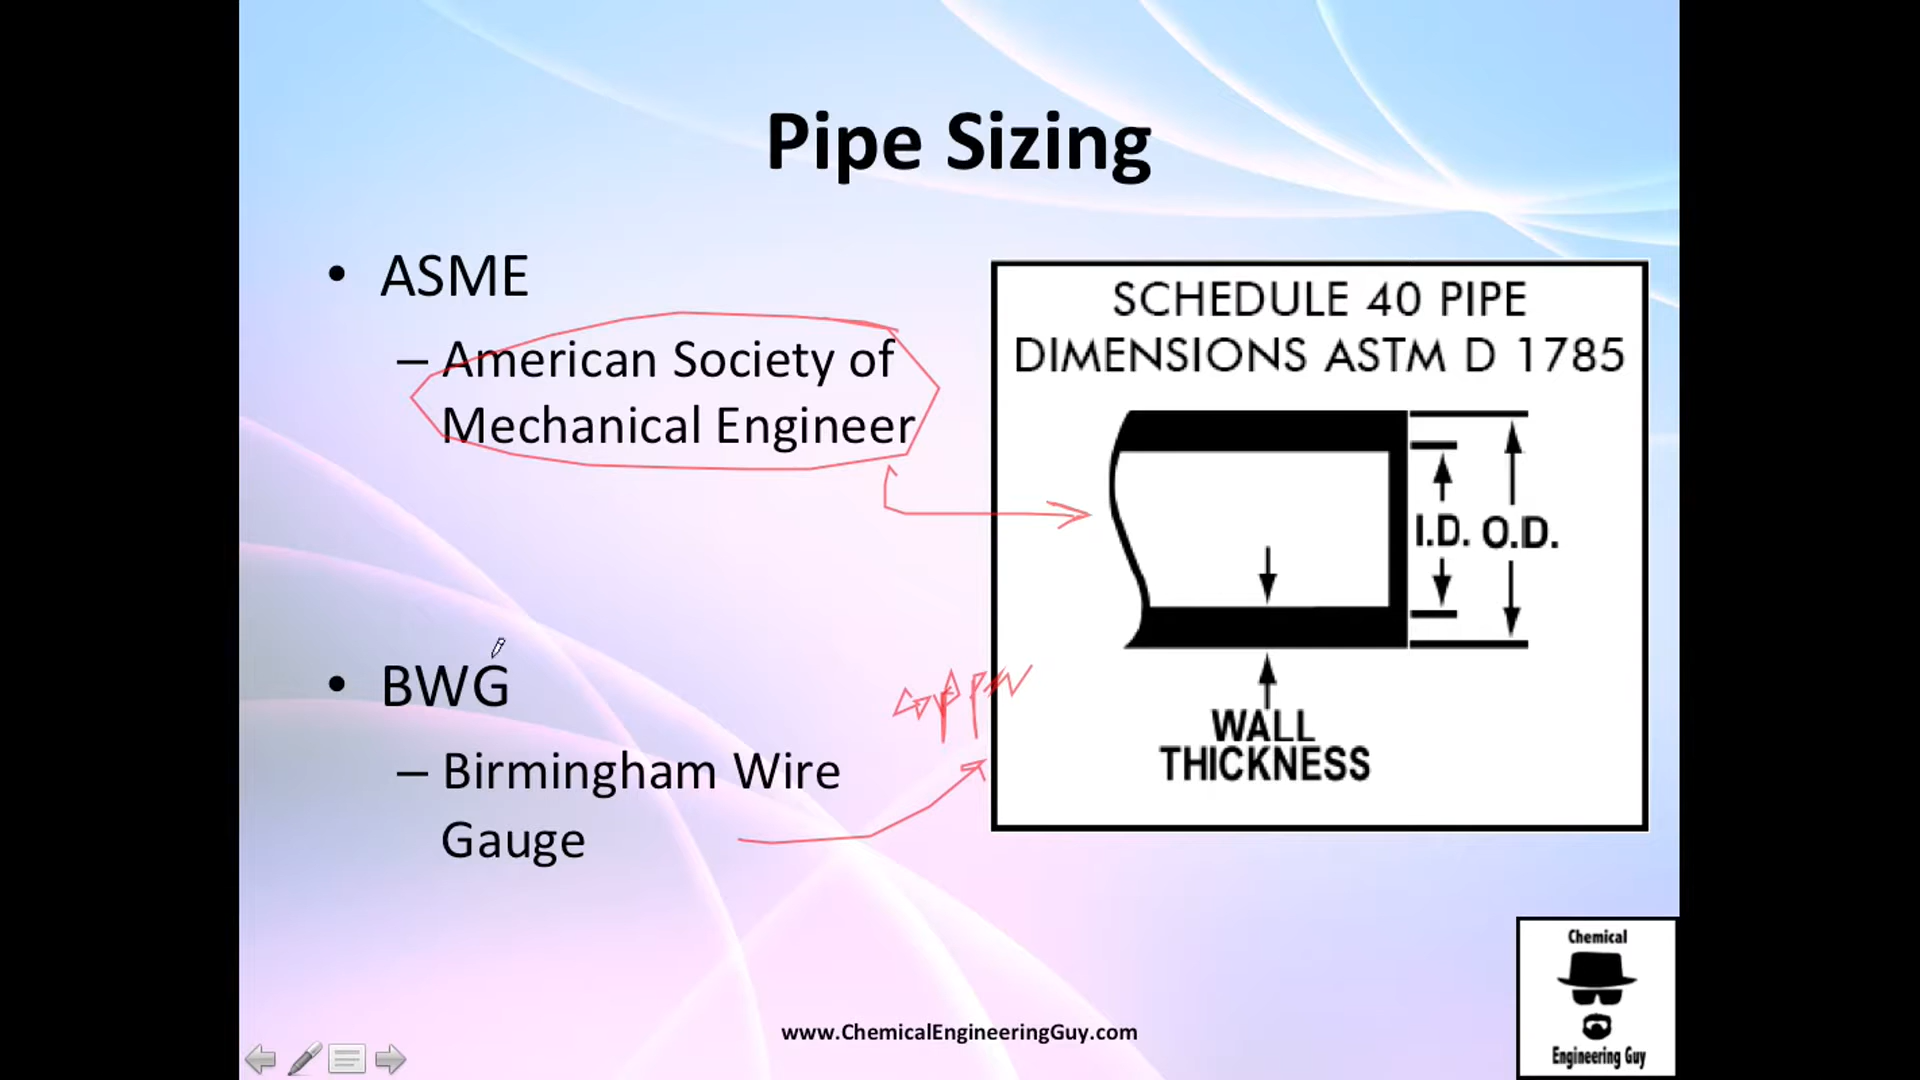 Pipe Sizing
• ASME
– American Society of
Mechanical Engineer
• BWG
– Birmingham Wire
Gauge
copper
SCHEDULE 40 PIPE
DIMENSIONS ASTM D 1785
I.D. O.D.
WALL
THICKNESS
www.ChemicalEngineeringGuy.com
Chemical
Engineering Guy